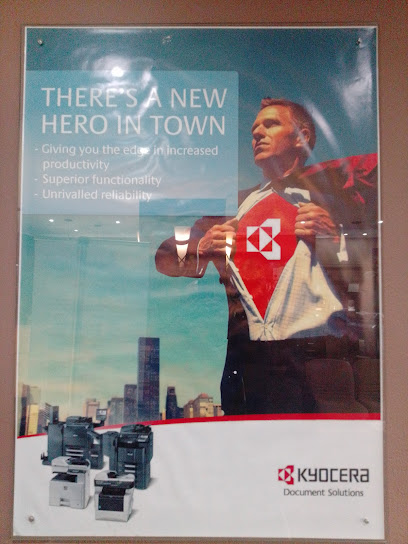 THERE'S A NEW
HERO IN TOWN
- Giving you the edge in increased
productivity
- Superior functionality
- Unrivalled reliability
KYOCERA
Document Solutions